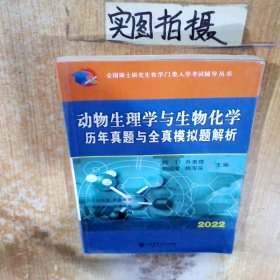 实图拍摄
全国硕士研究生农学门类入学考试辅导丛书
动物生理学与生物化学
历年真题与全真模拟题解析
主编
2022